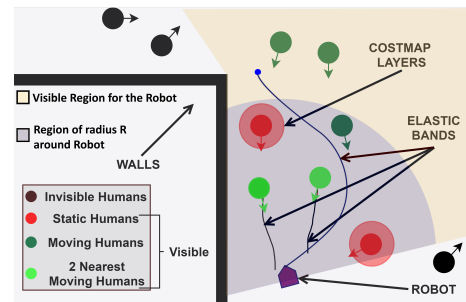 COSTMAP
LAYERS
Visible Region for the Robot
ELASTIC
BANDS
Region of radius R
around Robot
WALLS
Invisible Humans
Static Humans
Moving Humans
Visible
2 Nearest
Moving Humans
ROBOT